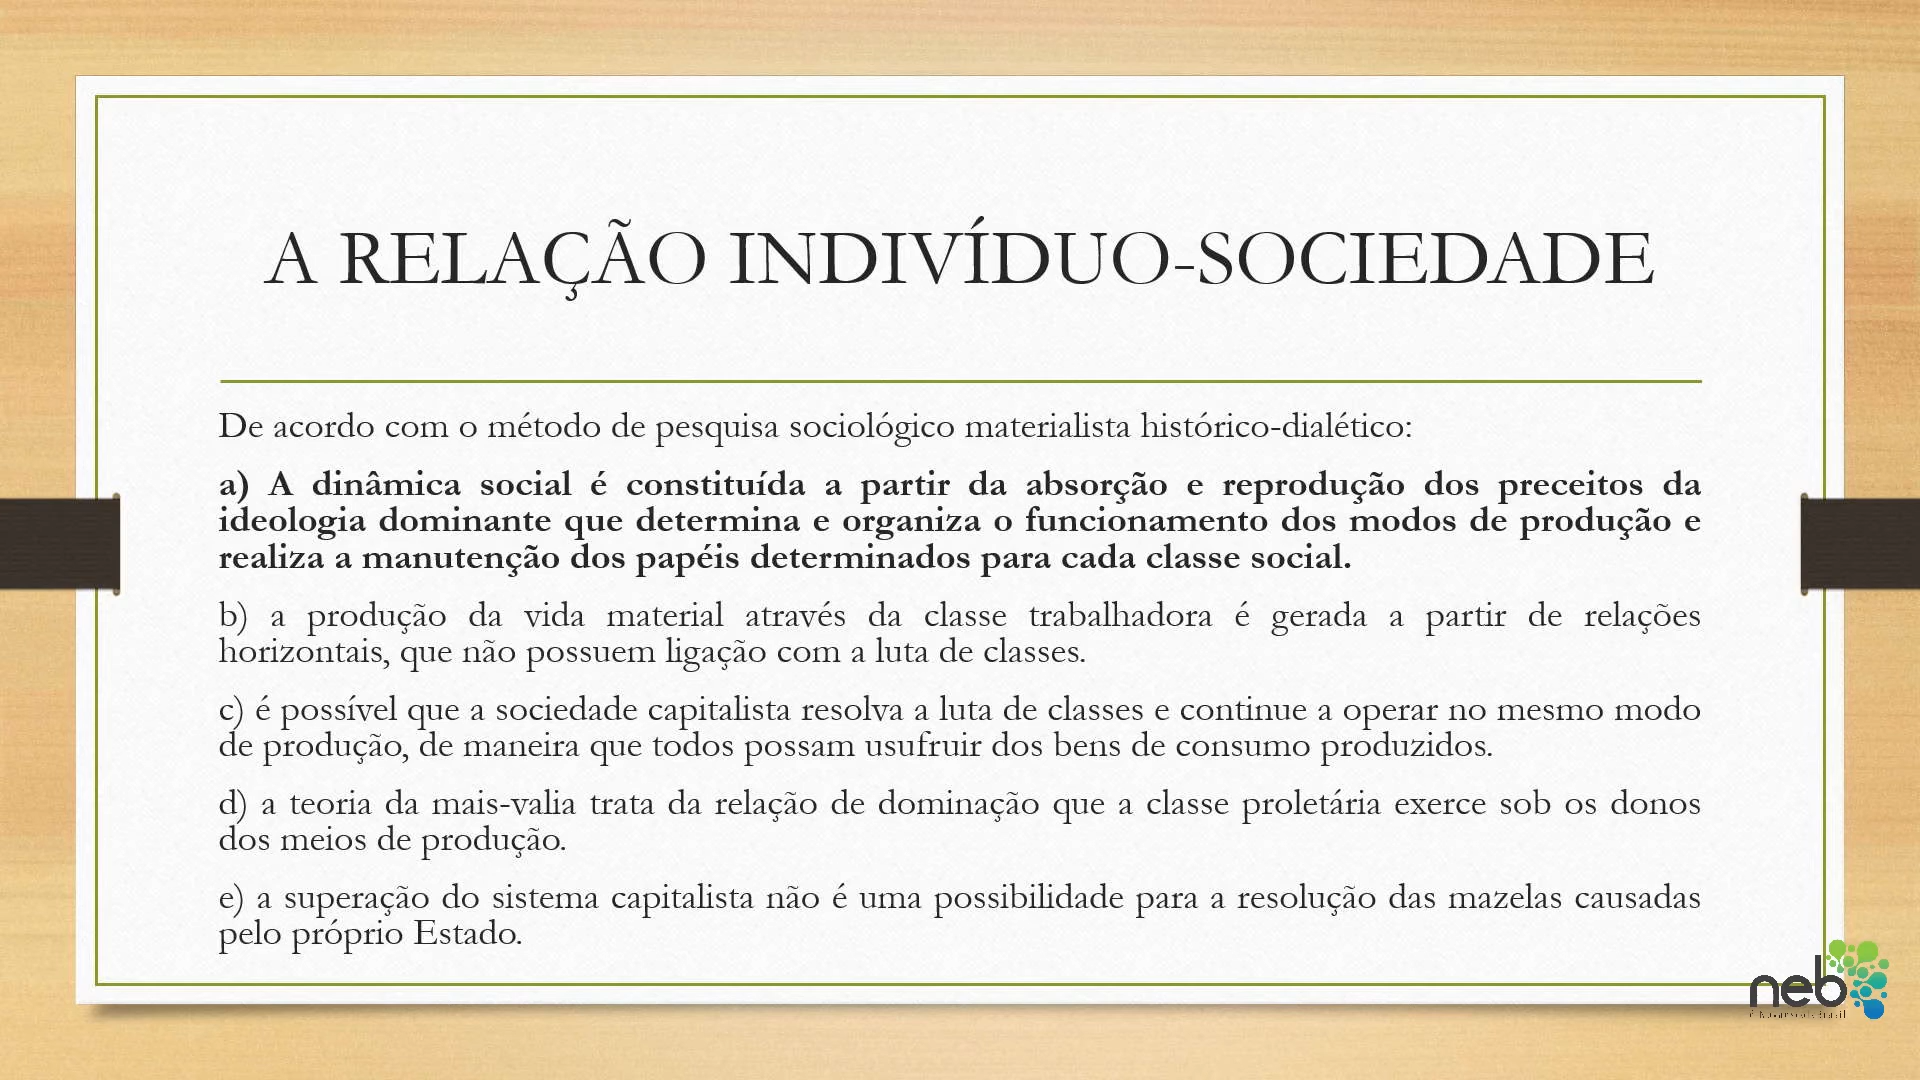 A RELAÇÃO INDIVÍDUO-SOCIEDADE
De acordo com o método de pesquisa sociológico materialista histórico-dialético:
a) A dinâmica social é constituída a partir da absorção e reprodução dos preceitos da
ideologia dominante que determina e organiza o funcionamento dos modos de produção e
realiza a manutenção dos papéis determinados para cada classe social.
b) a produção da vida material através da classe trabalhadora é gerada a partir de relações
horizontais, que não possuem ligação com a luta de classes.
c) é possível que a sociedade capitalista resolva a luta de classes e continue a operar no mesmo modo
de produção, de maneira que todos possam usufruir dos bens de consumo produzidos.
d) a teoria da mais-valia trata da relação de dominação que a classe proletária exerce sob os donos
dos meios de produção.
e) a superação do sistema capitalista não é uma possibilidade para a resolução das mazelas causadas
pelo próprio Estado.
neb